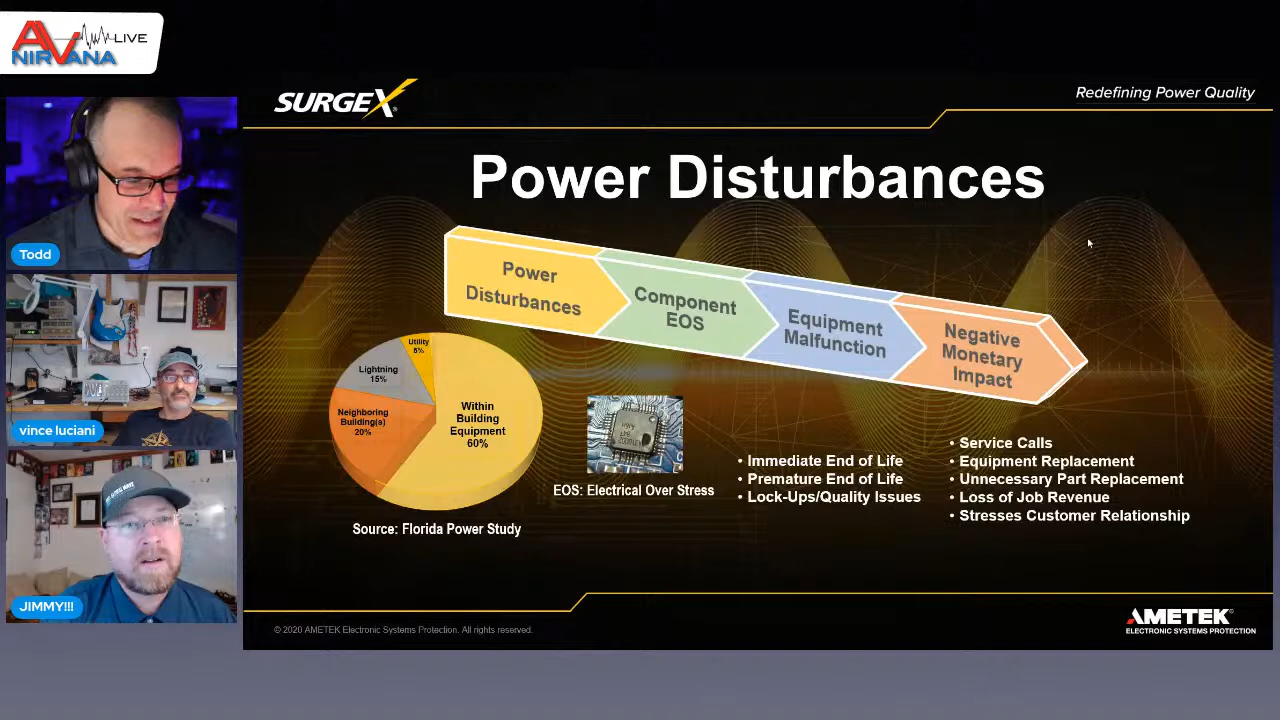 AV
NIRVANA
LIVE
SURGEX®
Redefining Power Quality
Power Disturbances
Power
Disturbances
Component
EOS
Equipment
Malfunction
Negative
Monetary
Impact
Utility
5%
Lightning
15%
Neighboring
Building(s)
20%
Within
Building
Equipment
60%
Source: Florida Power Study
EOS: Electrical Over Stress
• Immediate End of Life
• Premature End of Life
• Lock-Ups/Quality Issues
• Service Calls
• Equipment Replacement
• Unnecessary Part Replacement
• Loss of Job Revenue
• Stresses Customer Relationship
Todd
vince luciani
JIMMY!!!
© 2020 AMETEK Electronic Systems Protection. All rights reserved.
AMETEK®
ELECTRONIC SYSTEMS PROTECTION